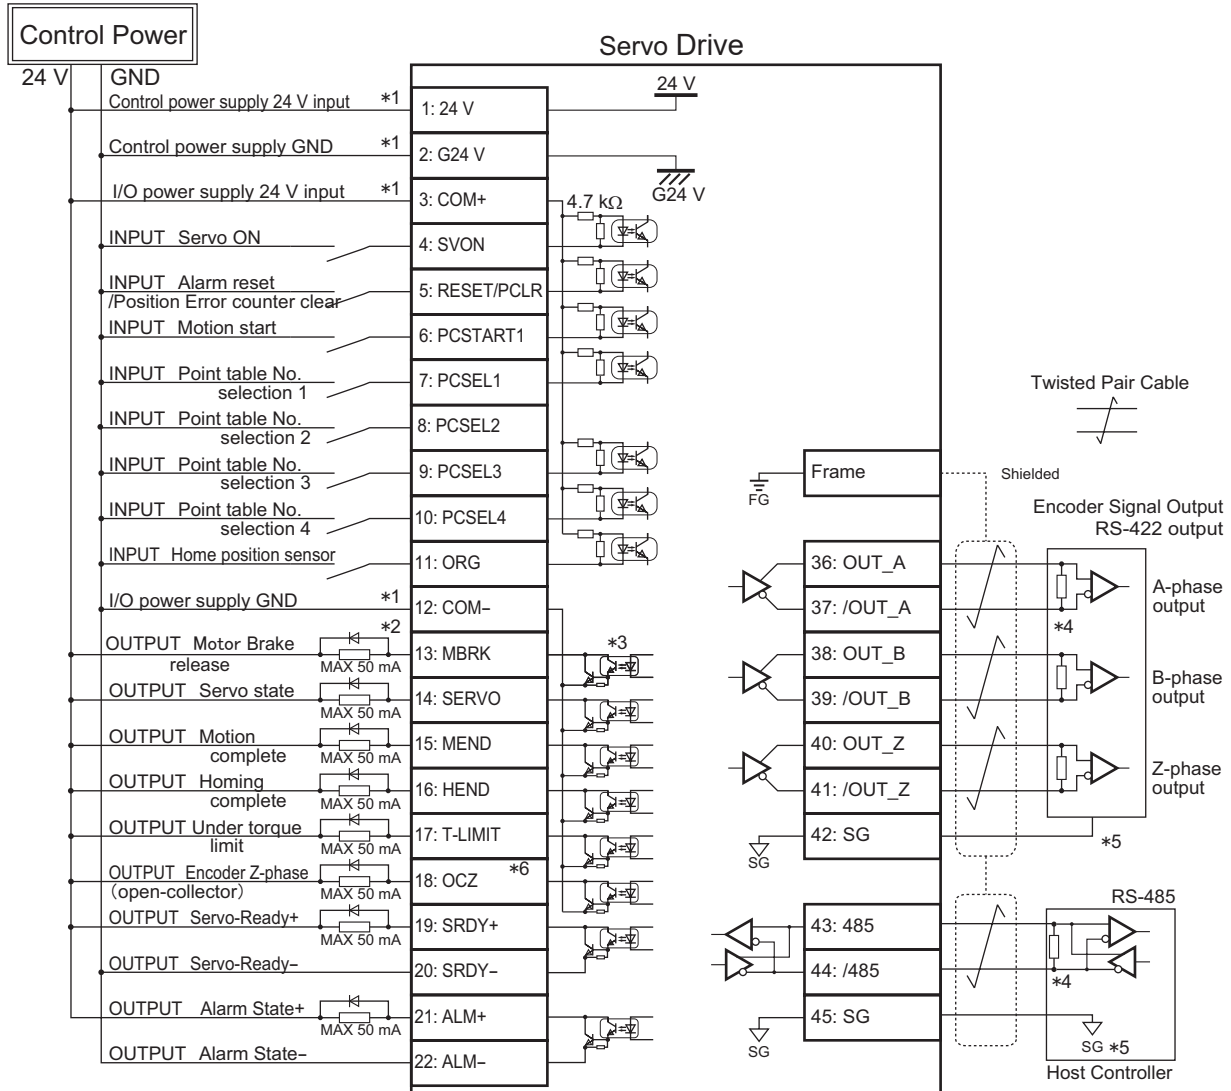 Control Power
Servo Drive
24 V
GND
24 V
Control power supply 24 V input *1
1: 24 V
Control power supply GND *1
2: G24 V
G24 V
I/O power supply 24 V input *1
3: COM+
4.7 kΩ
INPUT Servo ON
4: SVON
INPUT Alarm reset
/Position Error counter clear
5: RESET/PCLR
INPUT Motion start
6: PCSTART1
INPUT Point table No.
selection 1
7: PCSEL1
INPUT Point table No.
selection 2
8: PCSEL2
INPUT Point table No.
selection 3
9: PCSEL3
INPUT Point table No.
selection 4
10: PCSEL4
INPUT Home position sensor
11: ORG
I/O power supply GND *1
12: COM−
*2
OUTPUT Motor Brake
release
MAX 50 mA
13: MBRK
*3
OUTPUT Servo state
MAX 50 mA
14: SERVO
OUTPUT Motion
complete
MAX 50 mA
15: MEND
OUTPUT Homing
complete
MAX 50 mA
16: HEND
OUTPUT Under torque
limit
MAX 50 mA
17: T-LIMIT
OUTPUT Encoder Z-phase
(open-collector)
MAX 50 mA
18: OCZ *6
OUTPUT Servo-Ready+
MAX 50 mA
19: SRDY+
OUTPUT Servo-Ready−
20: SRDY−
OUTPUT Alarm State+
MAX 50 mA
21: ALM+
OUTPUT Alarm State−
22: ALM−
Twisted Pair Cable
Frame
FG
Shielded
Encoder Signal Output
RS-422 output
36: OUT_A
37: /OUT_A
*4
A-phase
output
38: OUT_B
39: /OUT_B
B-phase
output
40: OUT_Z
41: /OUT_Z
Z-phase
output
42: SG
SG
*5
RS-485
43: 485
44: /485
*4
45: SG
SG
SG *5
Host Controller